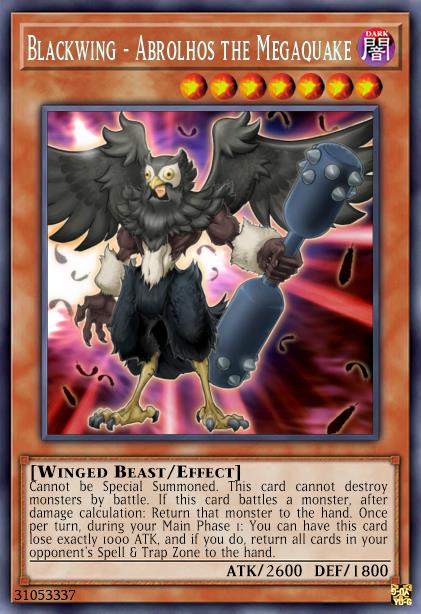 Blackwing - Abrolhos the Megaquake
DARK
闇
[Winged Beast/Effect]
Cannot be Special Summoned. This card cannot destroy
monsters by battle. If this card battles a monster, after
damage calculation: Return that monster to the hand. Once
per turn, during your Main Phase 1: You can have this card
lose exactly 1000 ATK, and if you do, return all cards in your
opponent's Spell & Trap Zone to the hand.
ATK/2600 DEF/1800
31053337